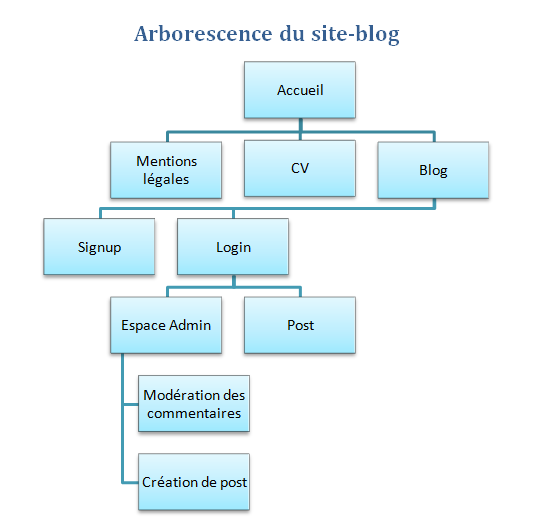 Arborescence du site-blog
Accueil
Mentions
légales
CV
Blog
Signup
Login
Espace Admin
Post
Modération des
commentaires
Création de post